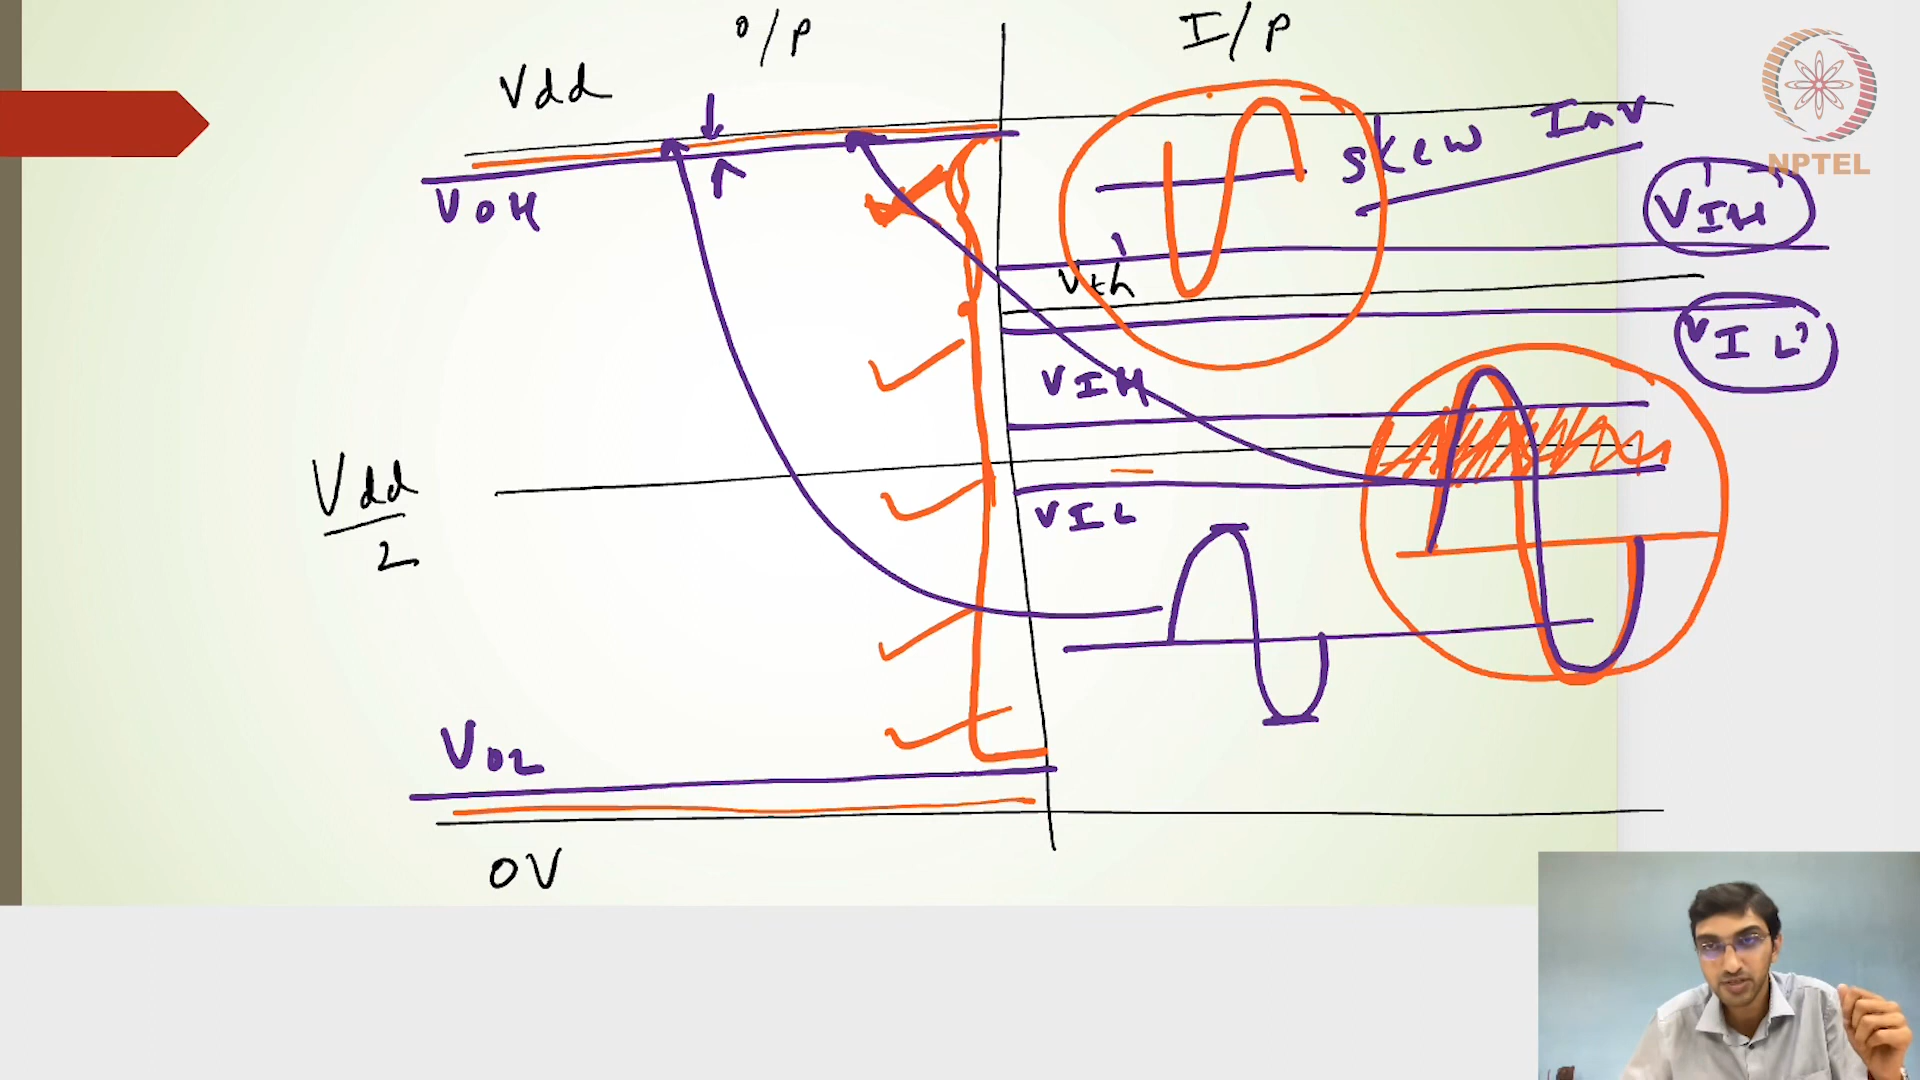 O/P
I/P
Vdd
skew Inv
NPTEL
VOH
VIH'
Vth'
VIL'
VIH
Vdd/2
VIL
VOL
0V